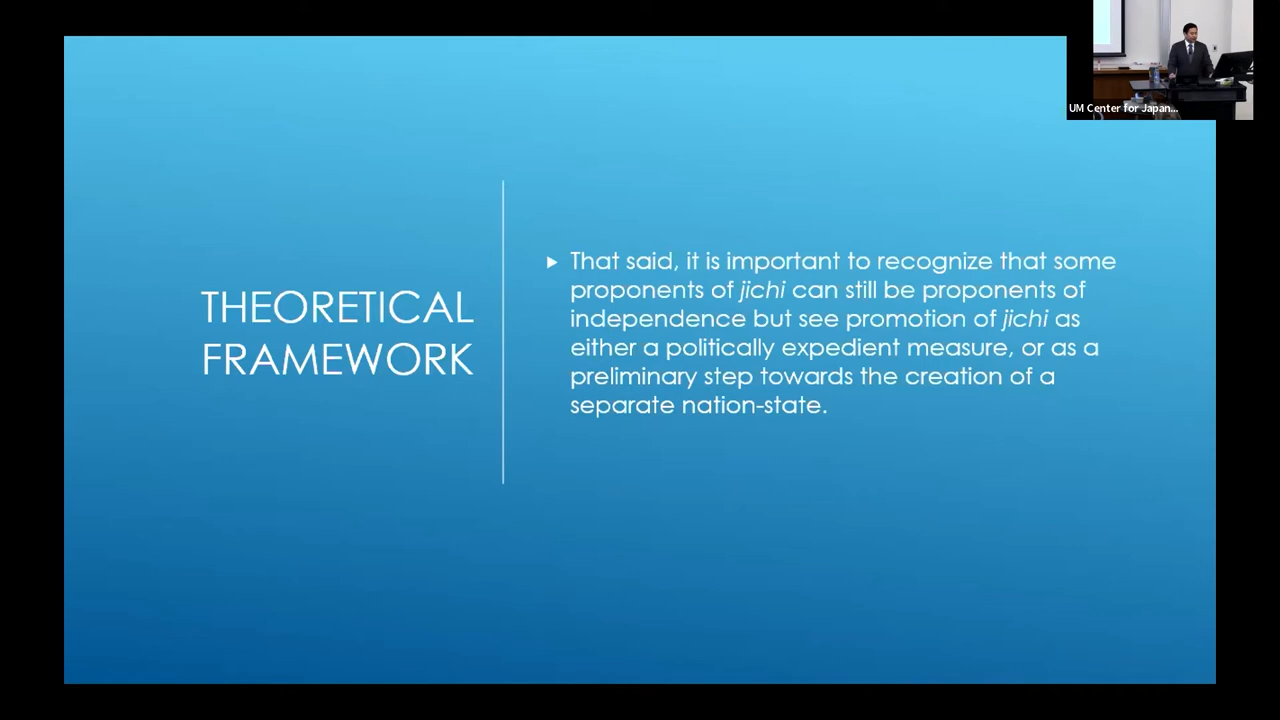 UM Center for Japan...
THEORETICAL
FRAMEWORK
That said, it is important to recognize that some
proponents of jichi can still be proponents of
independence but see promotion of jichi as
either a politically expedient measure, or as a
preliminary step towards the creation of a
separate nation-state.